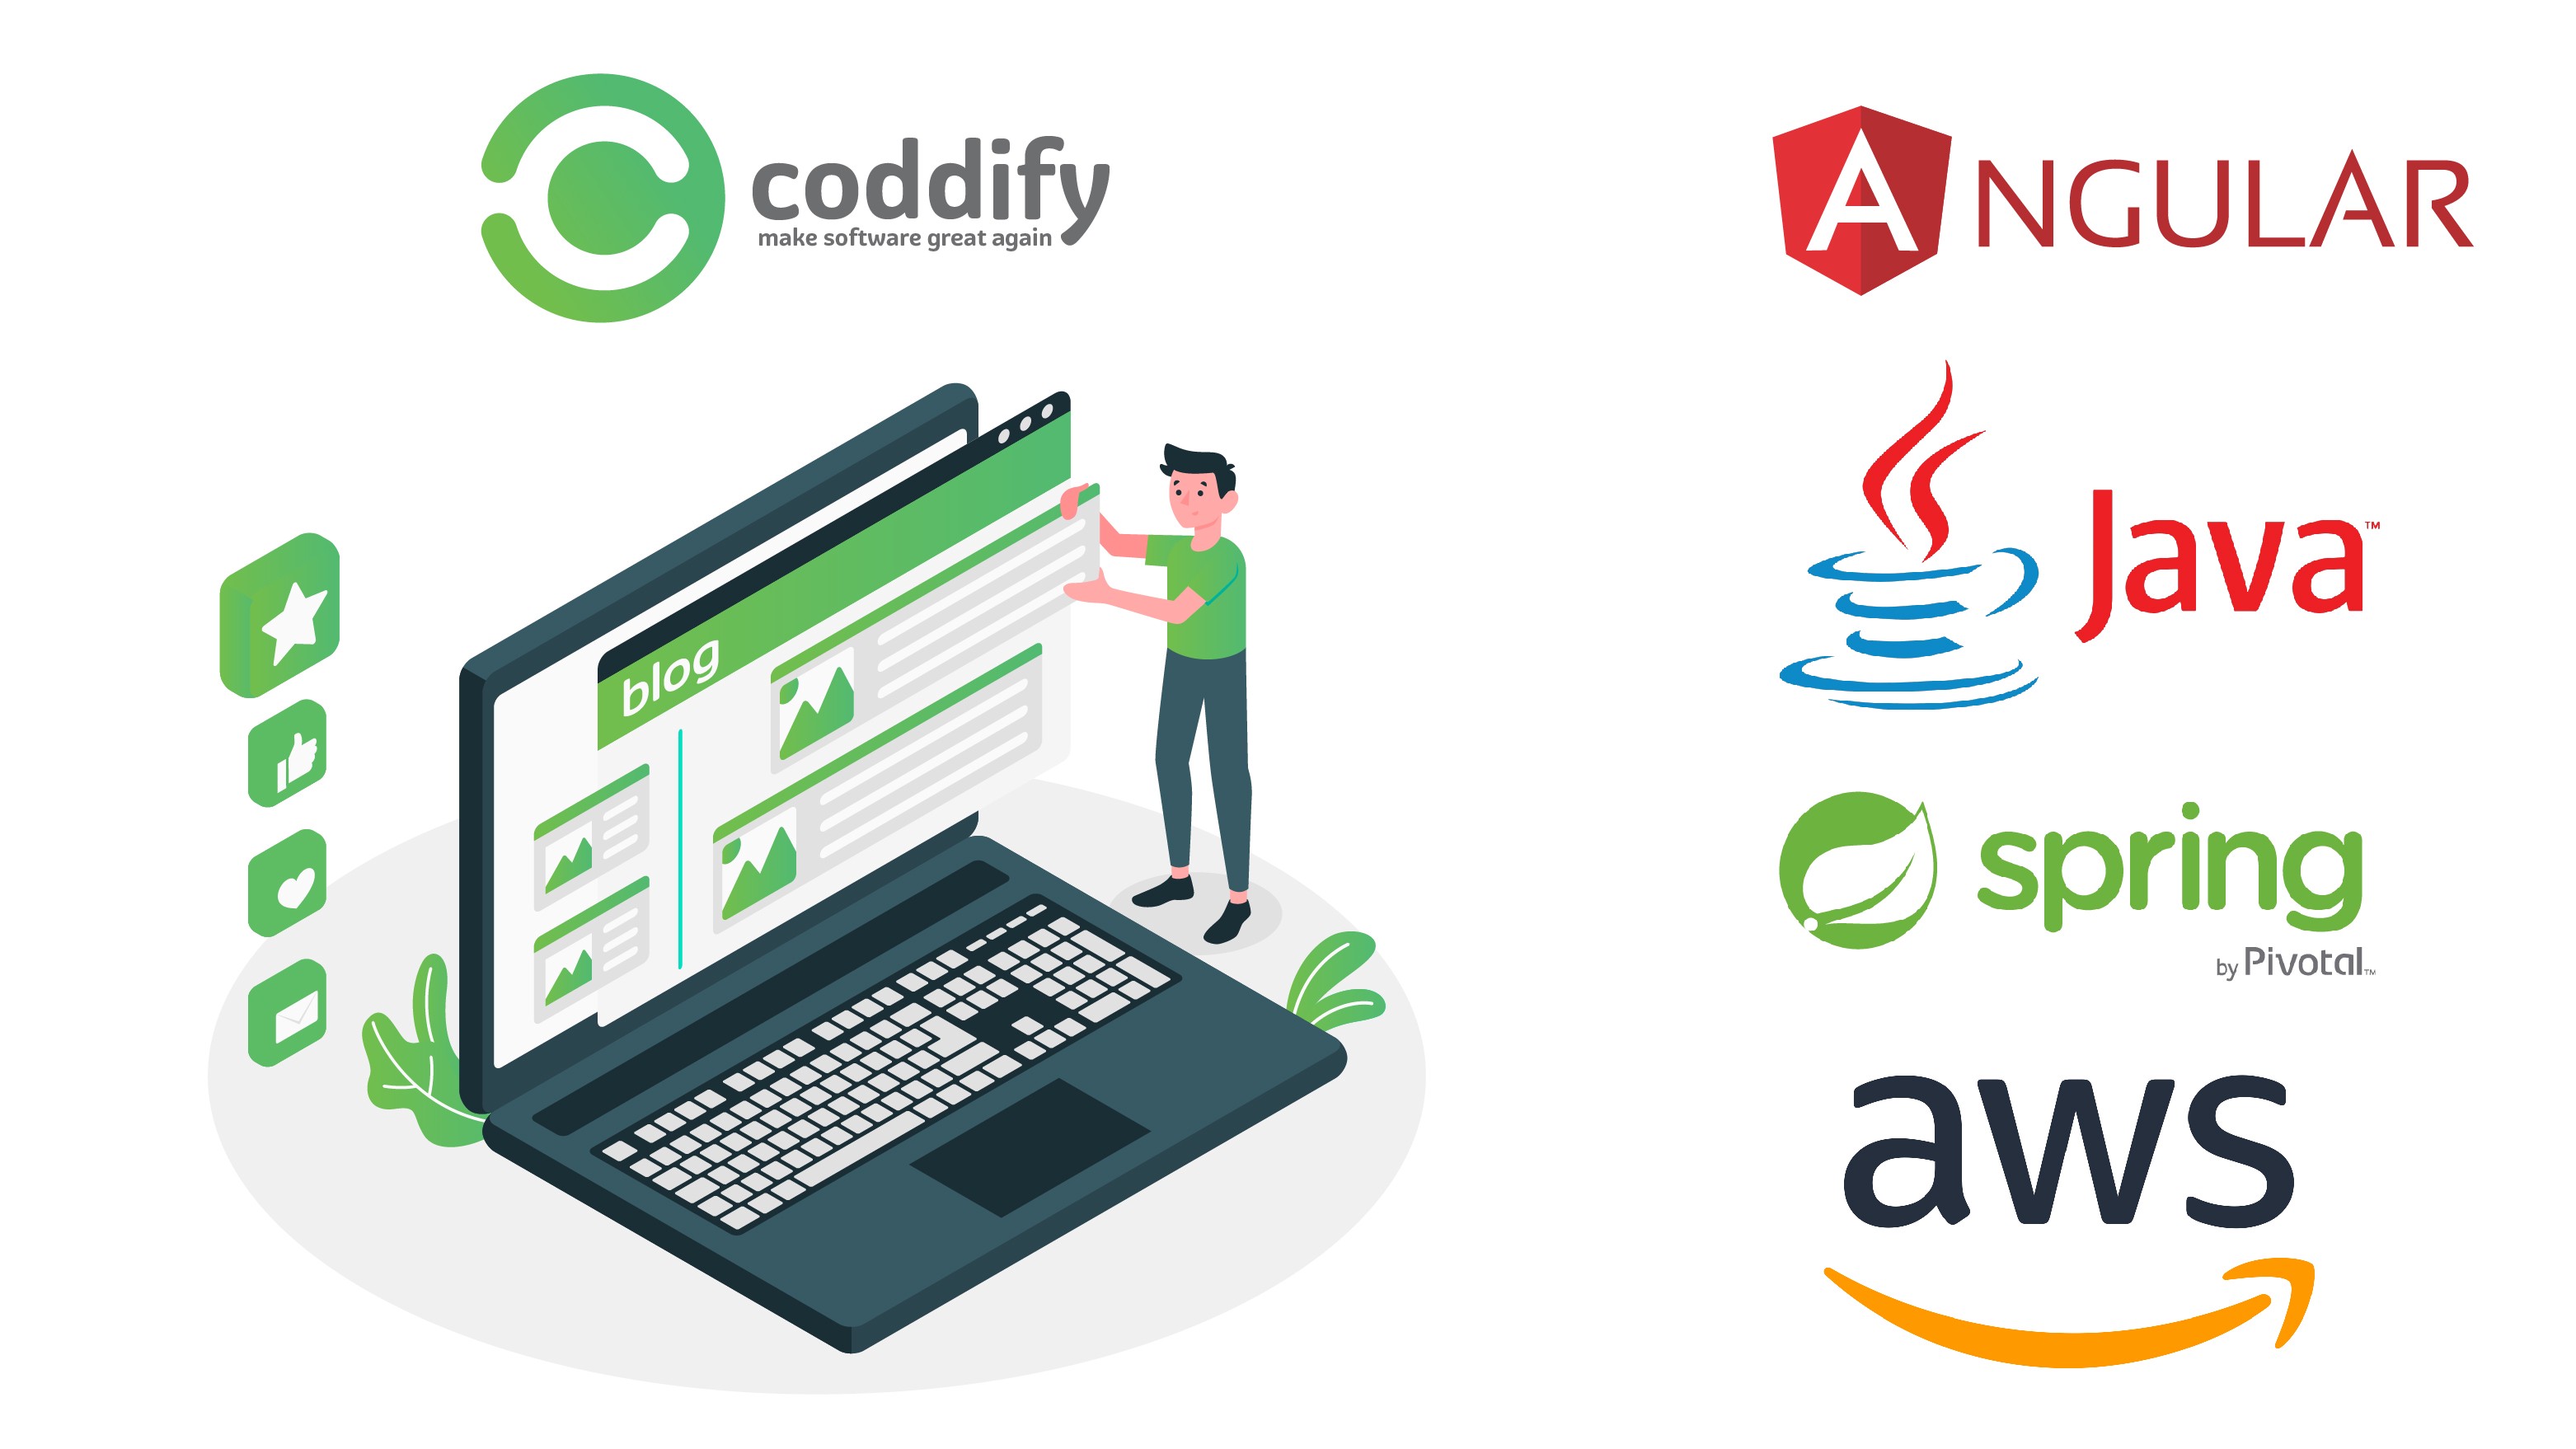 coddify
make software great again
blog
ANGULAR
Java™
spring
by Pivotal™
aws